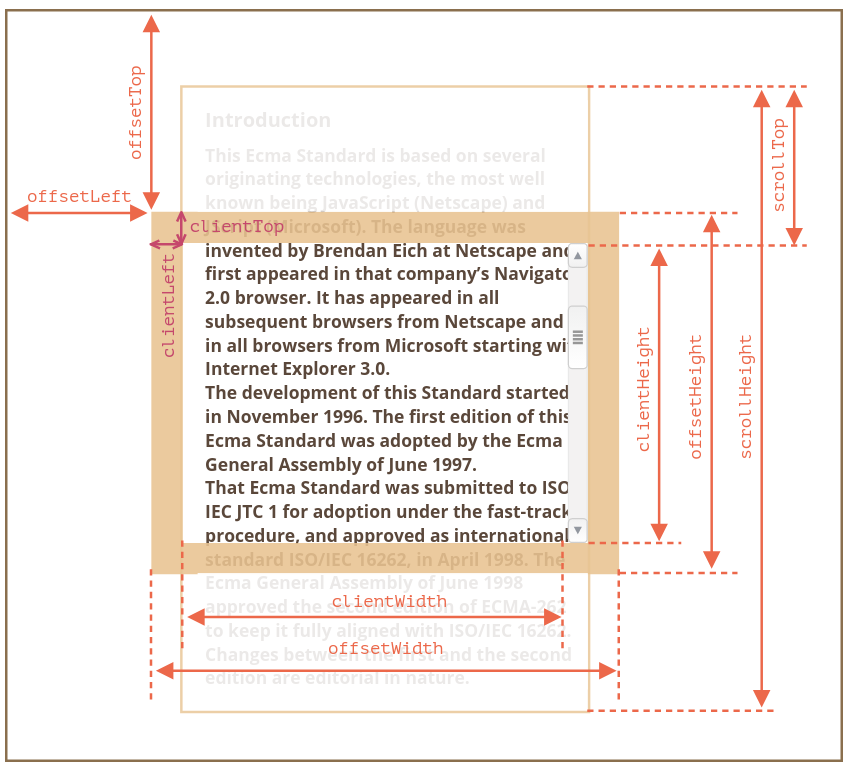 offsetTop
offsetLeft
Introduction
This Ecma Standard is based on several
originating technologies, the most well
known being JavaScript (Netscape) and
JScript (Microsoft). The language was
clientTop
clientLeft
invented by Brendan Eich at Netscape and
first appeared in that company’s Navigato
2.0 browser. It has appeared in all
subsequent browsers from Netscape and
in all browsers from Microsoft starting wi
Internet Explorer 3.0.
The development of this Standard started
in November 1996. The first edition of this
Ecma Standard was adopted by the Ecma
General Assembly of June 1997.
That Ecma Standard was submitted to ISO
IEC JTC 1 for adoption under the fast-track
procedure, and approved as international
standard ISO/IEC 16262, in April 1998. The
Ecma General Assembly of June 1998
approved the second edition of ECMA-262
to keep it fully aligned with ISO/IEC 16262.
Changes between the first and the second
edition are editorial in nature.
clientWidth
offsetWidth
clientHeight
offsetHeight
scrollHeight
scrollTop